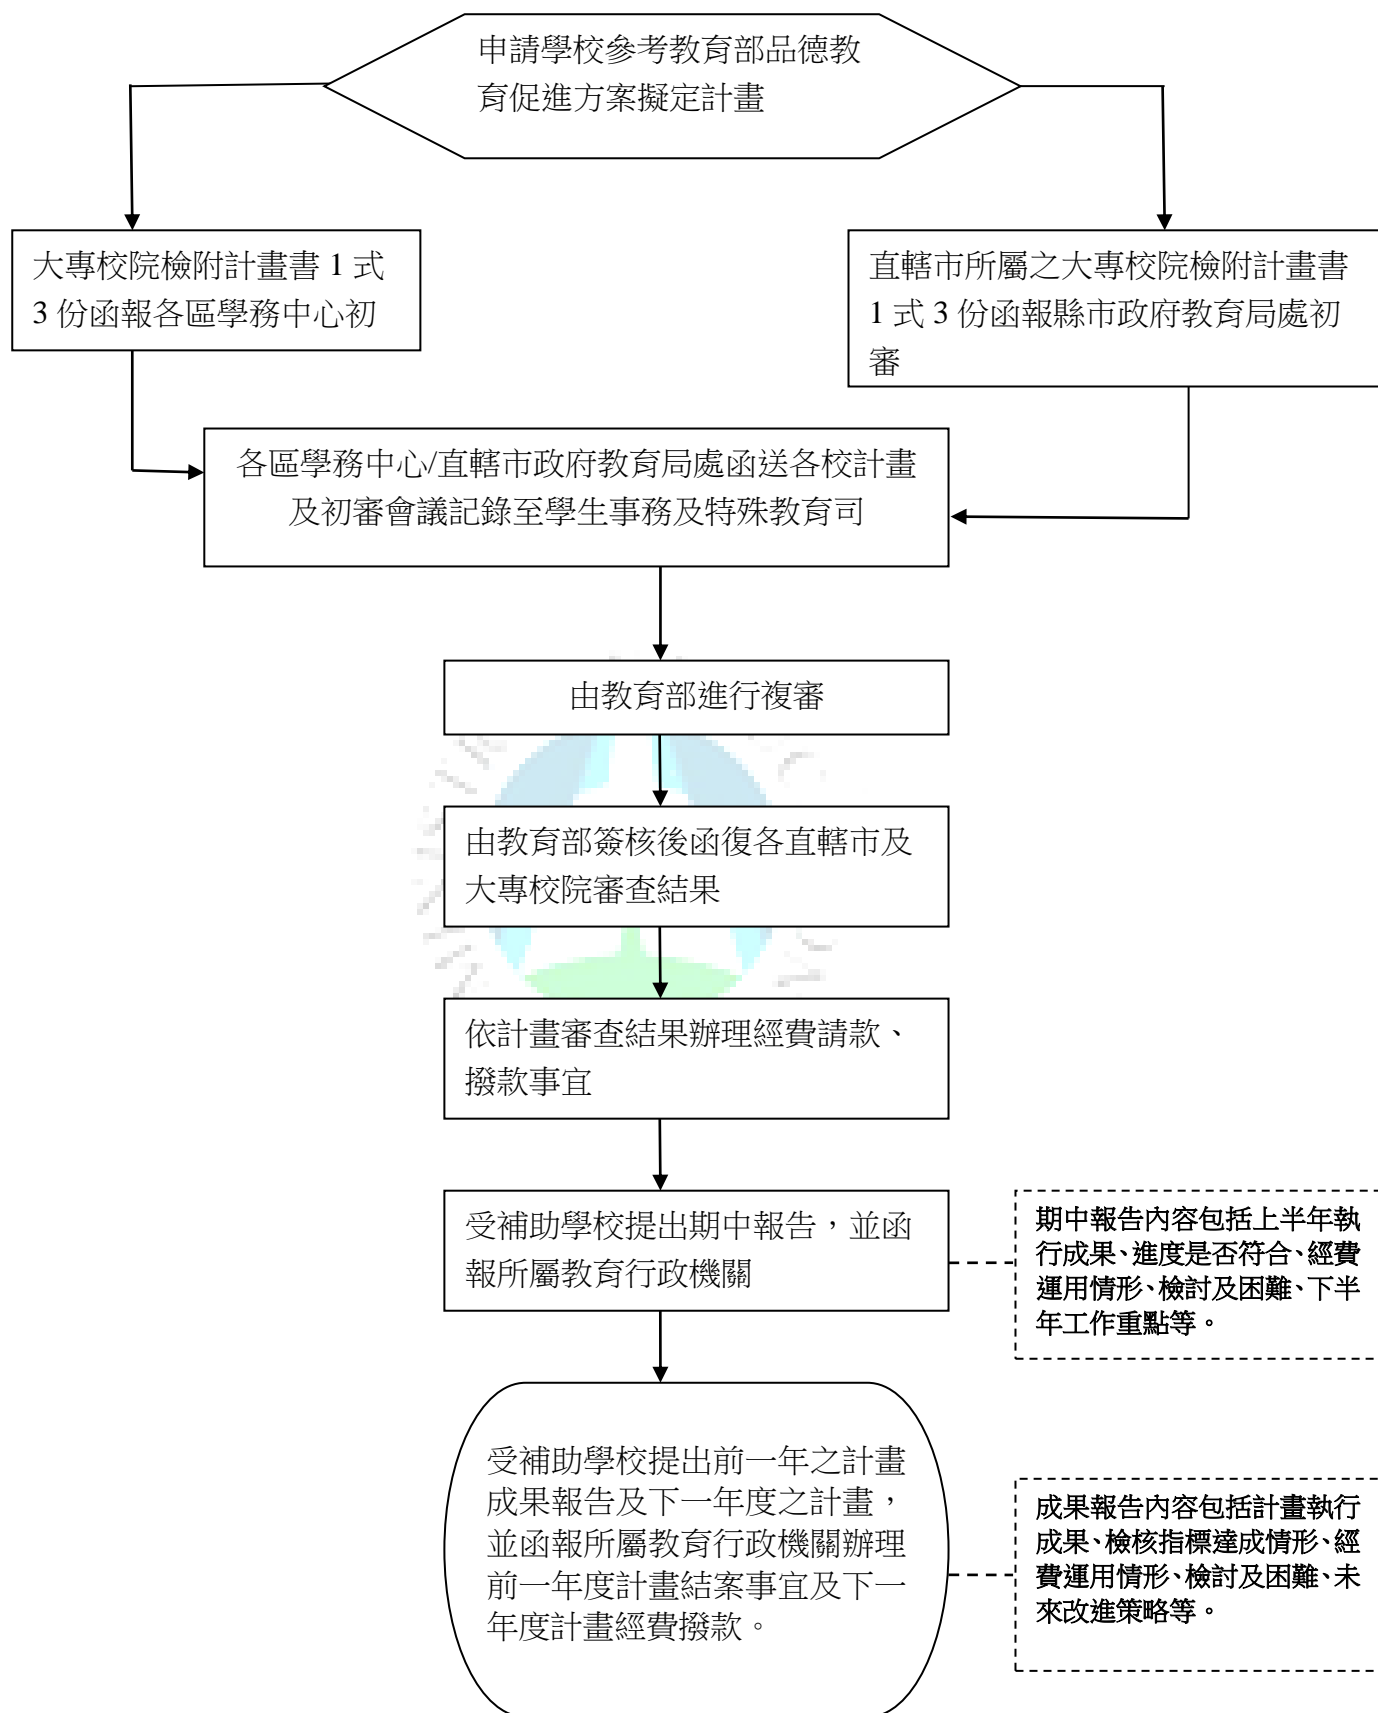 申請學校參考教育部品德教
育促進方案擬定計畫
大專校院檢附計畫書 1 式
3 份函報各區學務中心初
直轄市所屬之大專校院檢附計畫書
1 式 3 份函報縣市政府教育局處初
審
各區學務中心/直轄市政府教育局處函送各校計畫
及初審會議記錄至學生事務及特殊教育司
由教育部進行複審
由教育部簽核後函復各直轄市及
大專校院審查結果
依計畫審查結果辦理經費請款、
撥款事宜
受補助學校提出期中報告，並函
報所屬教育行政機關
期中報告內容包括上半年執
行成果、進度是否符合、經費
運用情形、檢討及困難、下半
年工作重點等。
受補助學校提出前一年之計畫
成果報告及下一年度之計畫，
並函報所屬教育行政機關辦理
前一年度計畫結案事宜及下一
年度計畫經費撥款。
成果報告內容包括計畫執行
成果、檢核指標達成情形、經
費運用情形、檢討及困難、未
來改進策略等。